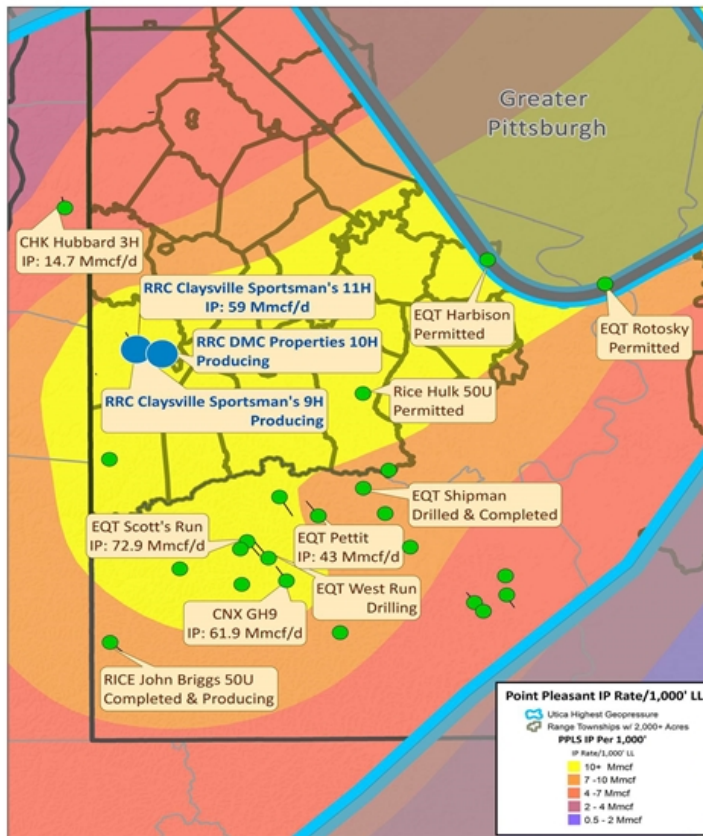 Greater
Pittsburgh
CHK Hubbard 3H
IP: 14.7 Mmcf/d
RRC Claysville Sportsman's 11H
IP: 59 Mmcf/d
EQT Harbison
Permitted
EQT Rotosky
Permitted
RRC DMC Properties 10H
Producing
RRC Claysville Sportsman's 9H
Producing
Rice Hulk 50U
Permitted
EQT Shipman
Drilled & Completed
EQT Scott's Run
IP: 72.9 Mmcf/d
EQT Pettit
IP: 43 Mmcf/d
EQT West Run
Drilling
CNX GH9
IP: 61.9 Mmcf/d
RICE John Briggs 50U
Completed & Producing
Point Pleasant IP Rate/1,000' LL
Utica Highest Geopressure
Range Townships w/ 2,000+ Acres
PPLS IP Per 1,000'
IP Rate/1,000' LL
10+ Mmcf
7 -10 Mmcf
4 -7 Mmcf
2 - 4 Mmcf
0.5 - 2 Mmcf